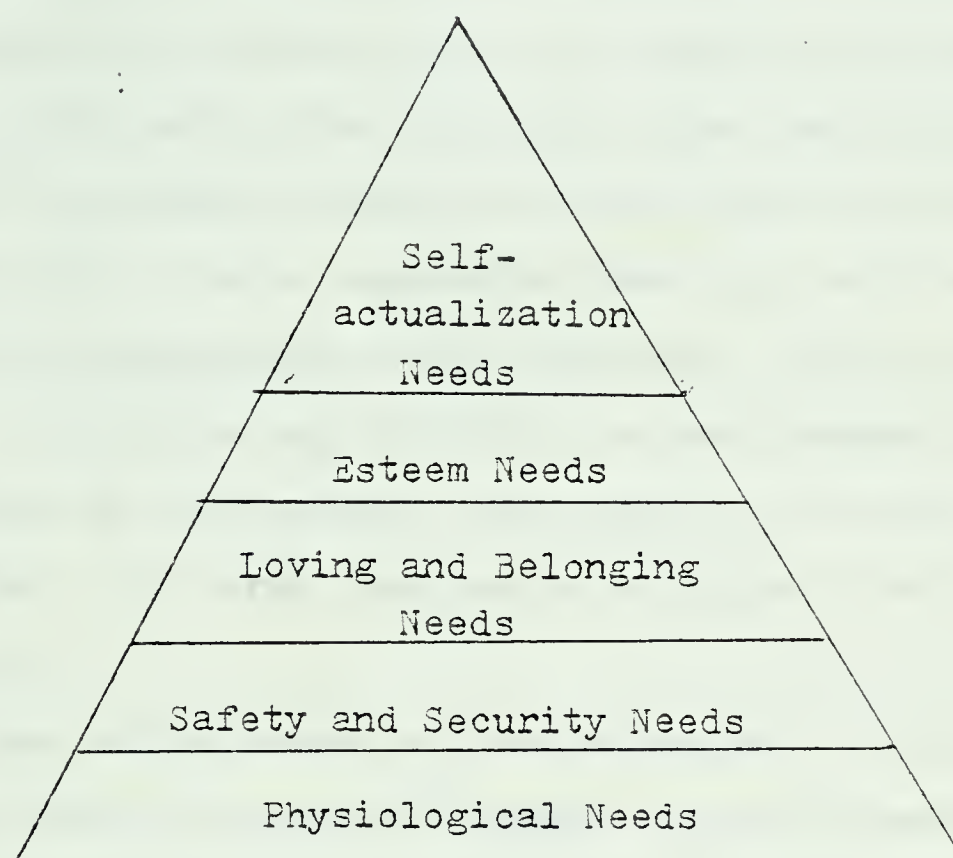 Self-
actualization
Needs
Esteem Needs
Loving and Belonging
Needs
Safety and Security Needs
Physiological Needs